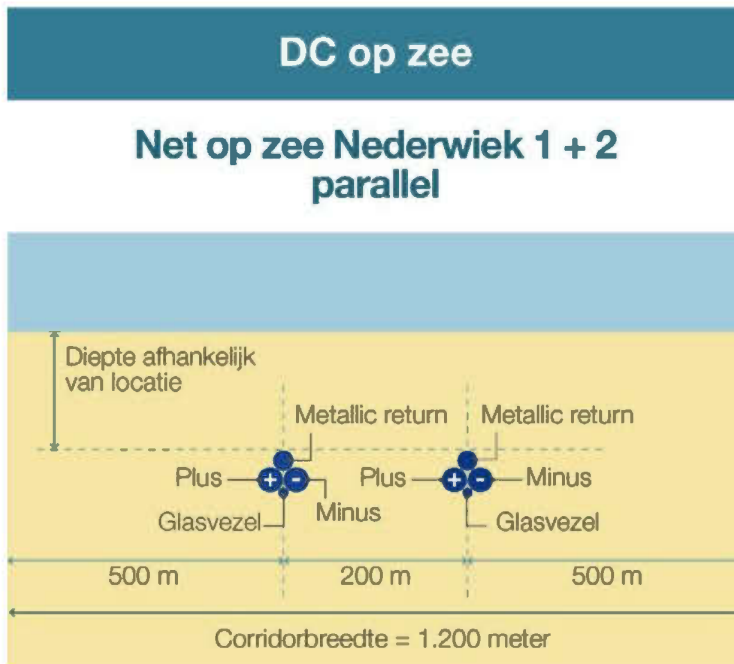 DC op zee
Net op zee Nederwiek 1 + 2
parallel
Diepte afhankelijk
van locatie
Metallic return
Metallic return
Plus
+ -
Minus
Plus
+ -
Minus
Glasvezel
Glasvezel
500 m
200 m
500 m
Corridorbreedte = 1.200 meter